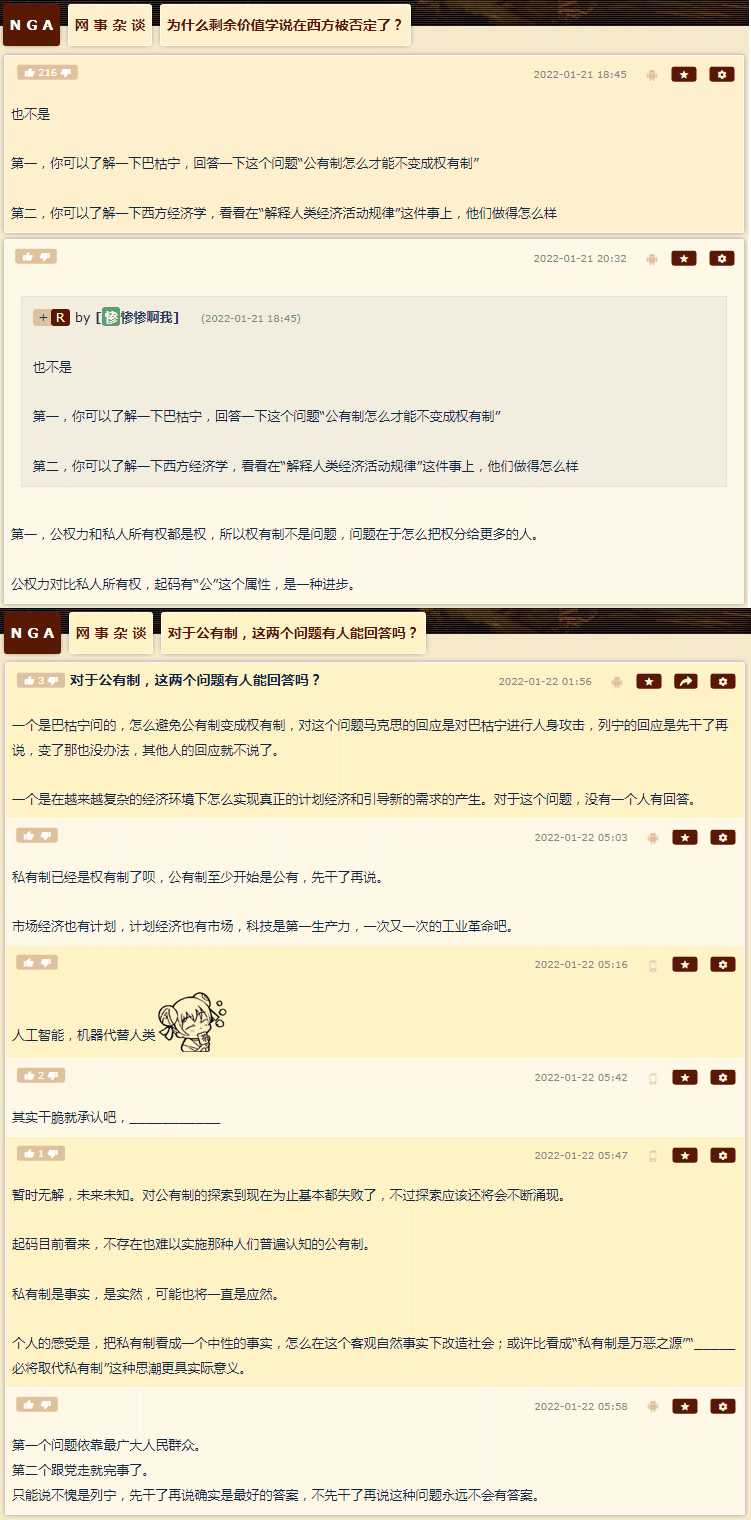 NGA 网事杂谈 为什么剩余价值学说在西方被否定了？
216 2022-01-21 18:45
也不是
第一，你可以了解一下巴枯宁，回答一下这个问题“公有制怎么才能不变成权有制”
第二，你可以了解一下西方经济学，看看在“解释人类经济活动规律”这件事上，他们做得怎么样
2022-01-21 20:32
+ R by [惨惨惨啊我] (2022-01-21 18:45)
也不是
第一，你可以了解一下巴枯宁，回答一下这个问题“公有制怎么才能不变成权有制”
第二，你可以了解一下西方经济学，看看在“解释人类经济活动规律”这件事上，他们做得怎么样
第一，公权力和私人所有权都是权，所以权有制不是问题，问题在于怎么把权分给更多的人。
公权力对比私人所有权，起码有“公”这个属性，是一种进步。
NGA 网事杂谈 对于公有制，这两个问题有人能回答吗？
3 对于公有制，这两个问题有人能回答吗？ 2022-01-22 01:56
一个是巴枯宁问的，怎么避免公有制变成权有制，对这个问题马克思的回应是对巴枯宁进行人身攻击，列宁的回应是先干了再
说，变了那也没办法，其他人的回应就不说了。
一个是在越来越复杂的经济环境下怎么实现真正的计划经济和引导新的需求的产生。对于这个问题，没有一个人有回答。
2022-01-22 05:03
私有制已经是权有制了呗，公有制至少开始是公有，先干了再说。
市场经济也有计划，计划经济也有市场，科技是第一生产力，一次又一次的工业革命吧。
2022-01-22 05:16
人工智能，机器代替人类
2 2022-01-22 05:42
其实干脆就承认吧，___________
1 2022-01-22 05:47
暂时无解，未来未知。对公有制的探索到现在为止基本都失败了，不过探索应该还将会不断涌现。
起码目前看来，不存在也难以实施那种人们普遍认知的公有制。
私有制是事实，是实然，可能也将一直是应然。
个人的感受是，把私有制看成一个中性的事实，怎么在这个客观自然事实下改造社会；或许比看成“私有制是万恶之源”“_____
必将取代私有制”这种思潮更具实际意义。
2022-01-22 05:58
第一个问题依靠最广大人民群众。
第二个跟党走就完事了。
只能说不愧是列宁，先干了再说确实是最好的答案，不先干了再说这种问题永远不会有答案。